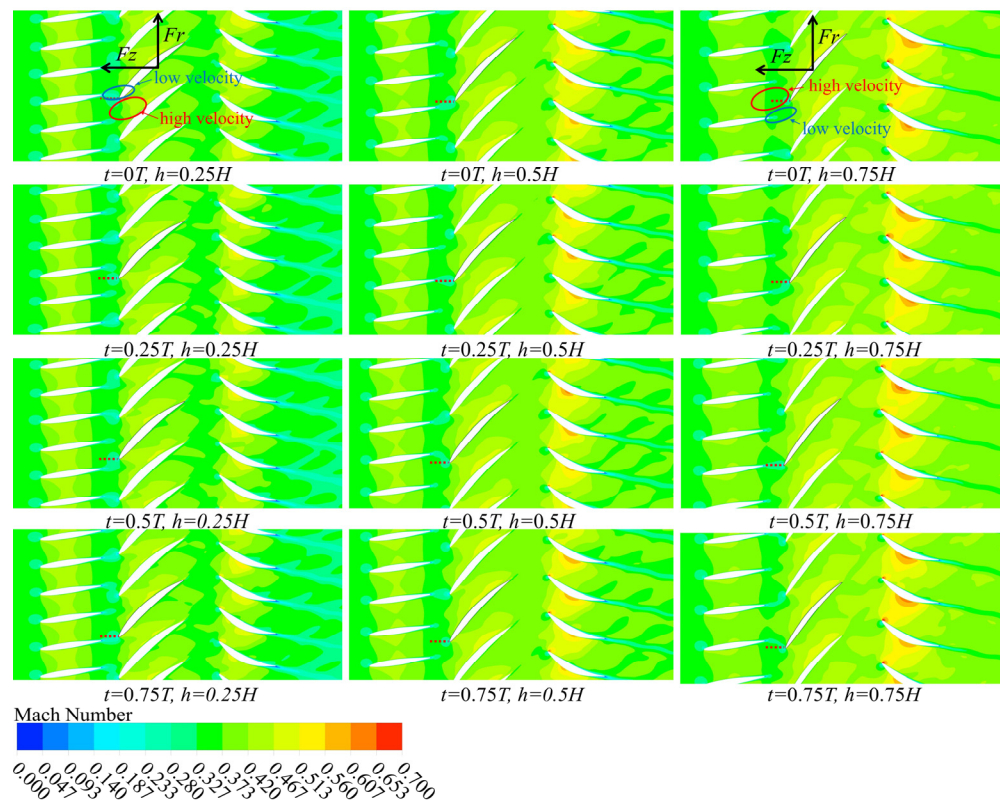 Fr
Fz
low velocity
high velocity
Fr
Fz
high velocity
low velocity
t=0T, h=0.25H
t=0T, h=0.5H
t=0T, h=0.75H
t=0.25T, h=0.25H
t=0.25T, h=0.5H
t=0.25T, h=0.75H
t=0.5T, h=0.25H
t=0.5T, h=0.5H
t=0.5T, h=0.75H
t=0.75T, h=0.25H
t=0.75T, h=0.5H
t=0.75T, h=0.75H
Mach Number
0.000
0.047
0.093
0.140
0.187
0.233
0.280
0.327
0.373
0.420
0.467
0.513
0.560
0.607
0.653
0.700